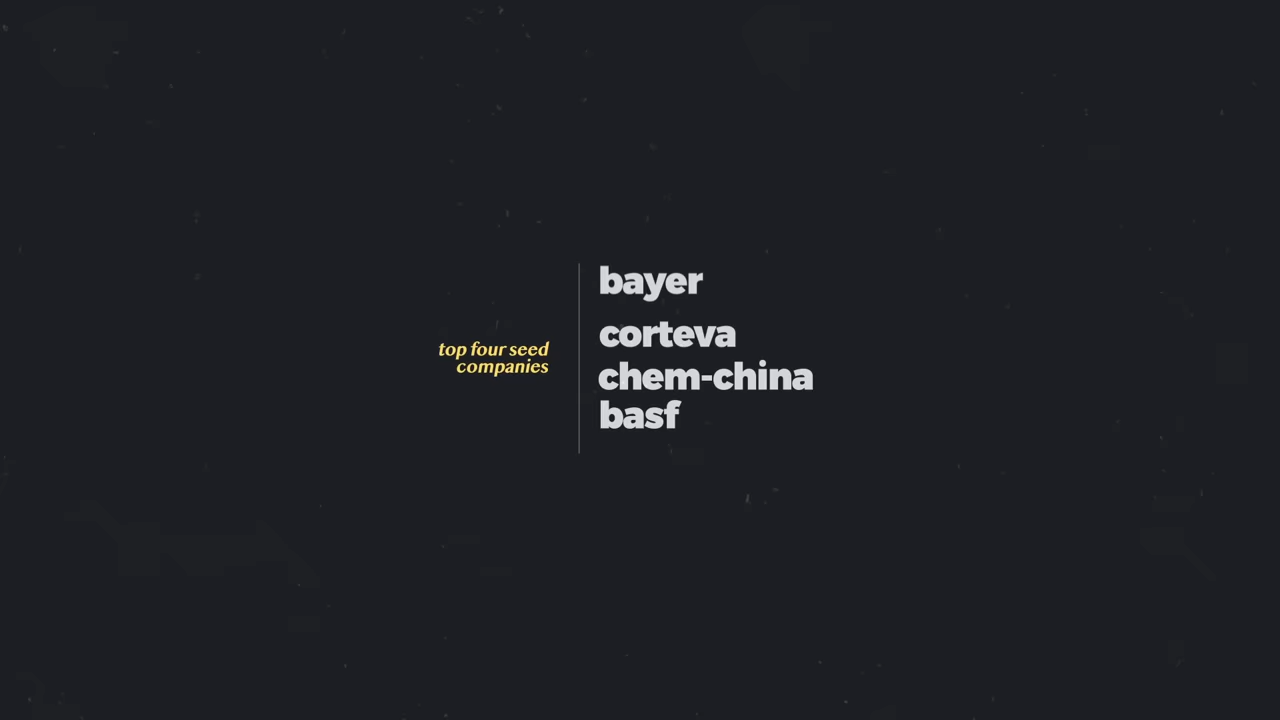 top four seed
companies
bayer
corteva
chem-china
basf